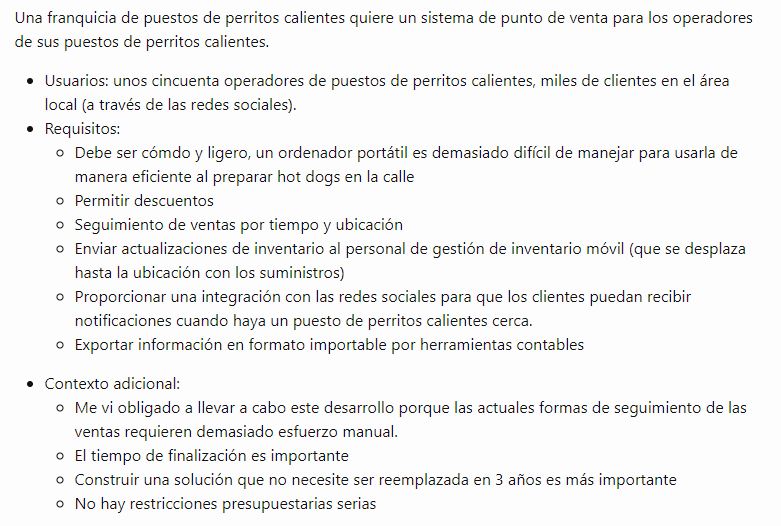 Una franquicia de puestos de perritos calientes quiere un sistema de punto de venta para los operadores
de sus puestos de perritos calientes.
• Usuarios: unos cincuenta operadores de puestos de perritos calientes, miles de clientes en el área
local (a través de las redes sociales).
• Requisitos:
○ Debe ser cómdo y ligero, un ordenador portátil es demasiado difícil de manejar para usarla de
manera eficiente al preparar hot dogs en la calle
○ Permitir descuentos
○ Seguimiento de ventas por tiempo y ubicación
○ Enviar actualizaciones de inventario al personal de gestión de inventario móvil (que se desplaza
hasta la ubicación con los suministros)
○ Proporcionar una integración con las redes sociales para que los clientes puedan recibir
notificaciones cuando haya un puesto de perritos calientes cerca.
○ Exportar información en formato importable por herramientas contables
• Contexto adicional:
○ Me vi obligado a llevar a cabo este desarrollo porque las actuales formas de seguimiento de las
ventas requieren demasiado esfuerzo manual.
○ El tiempo de finalización es importante
○ Construir una solución que no necesite ser reemplazada en 3 años es más importante
○ No hay restricciones presupuestarias serias